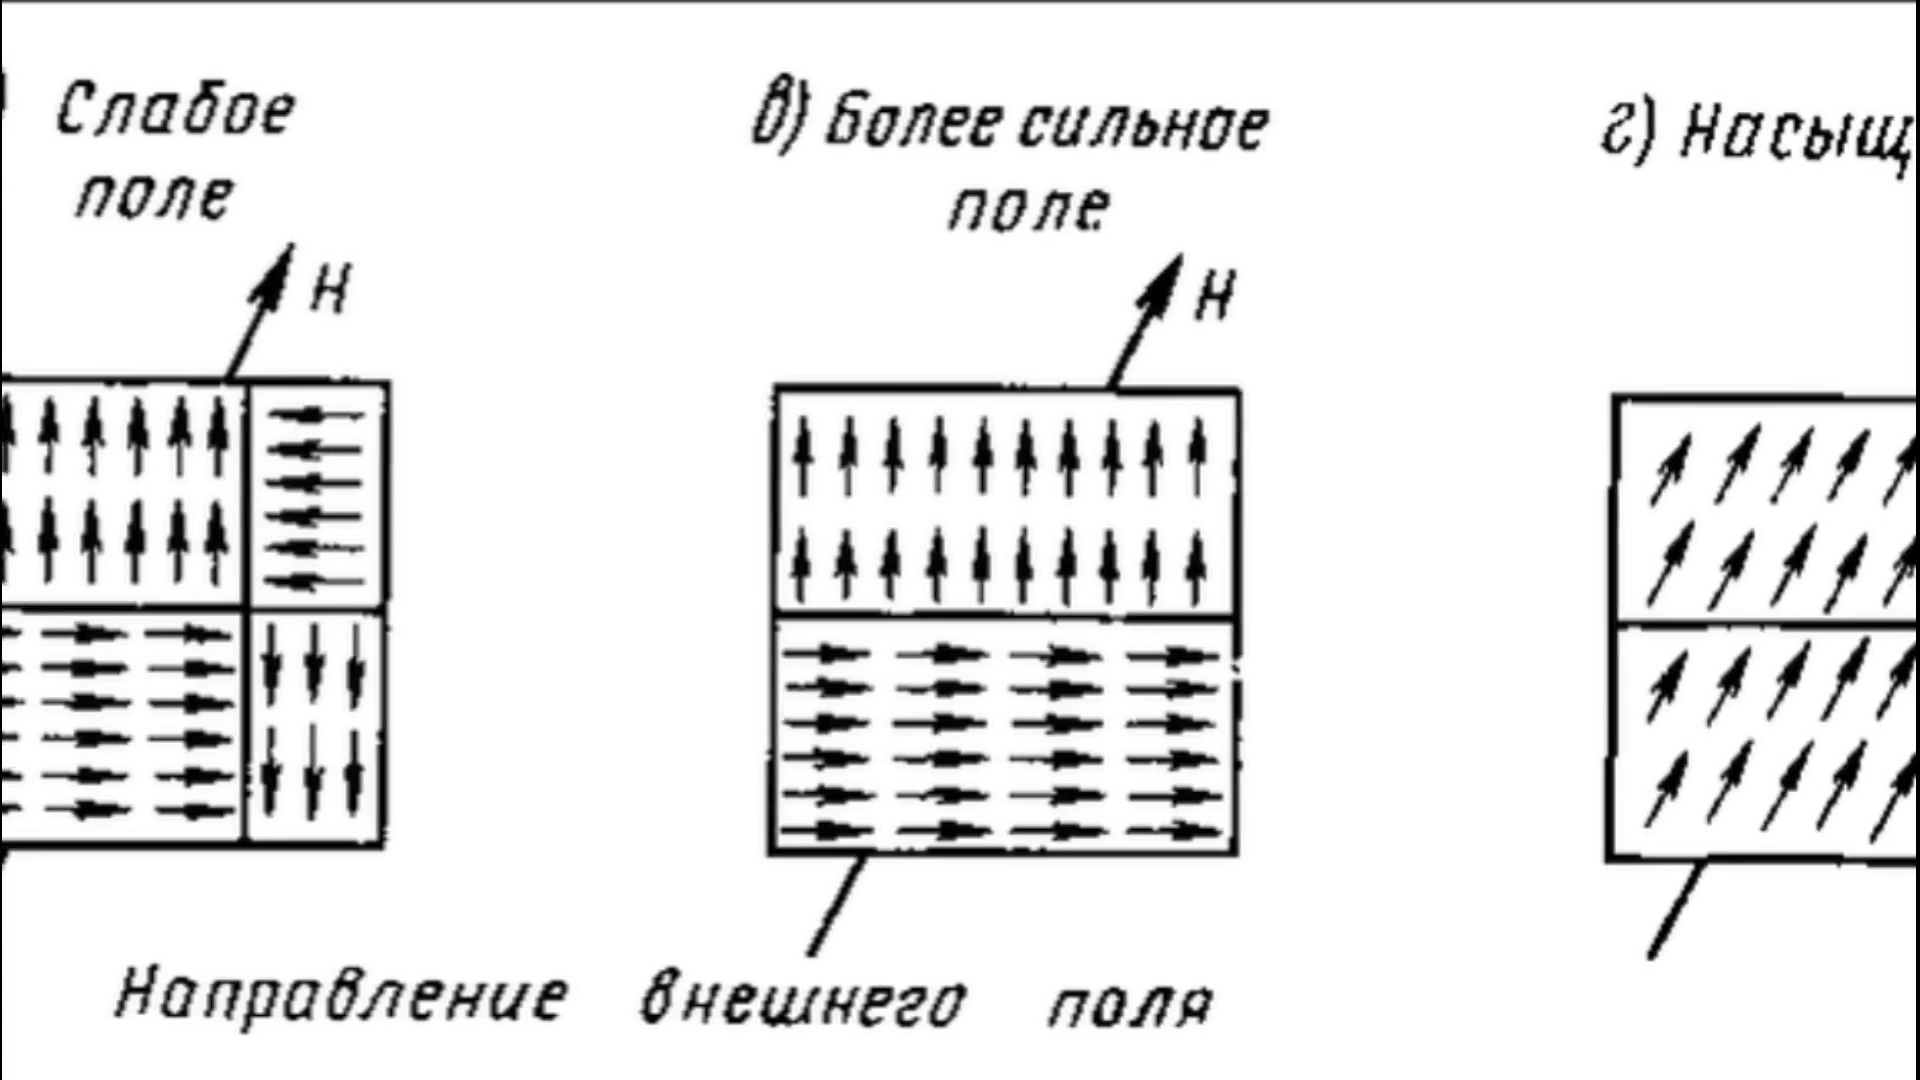 Слабое
поле
H
в) Более сильное
поле
H
г) Насыщ
Направление внешнего поля